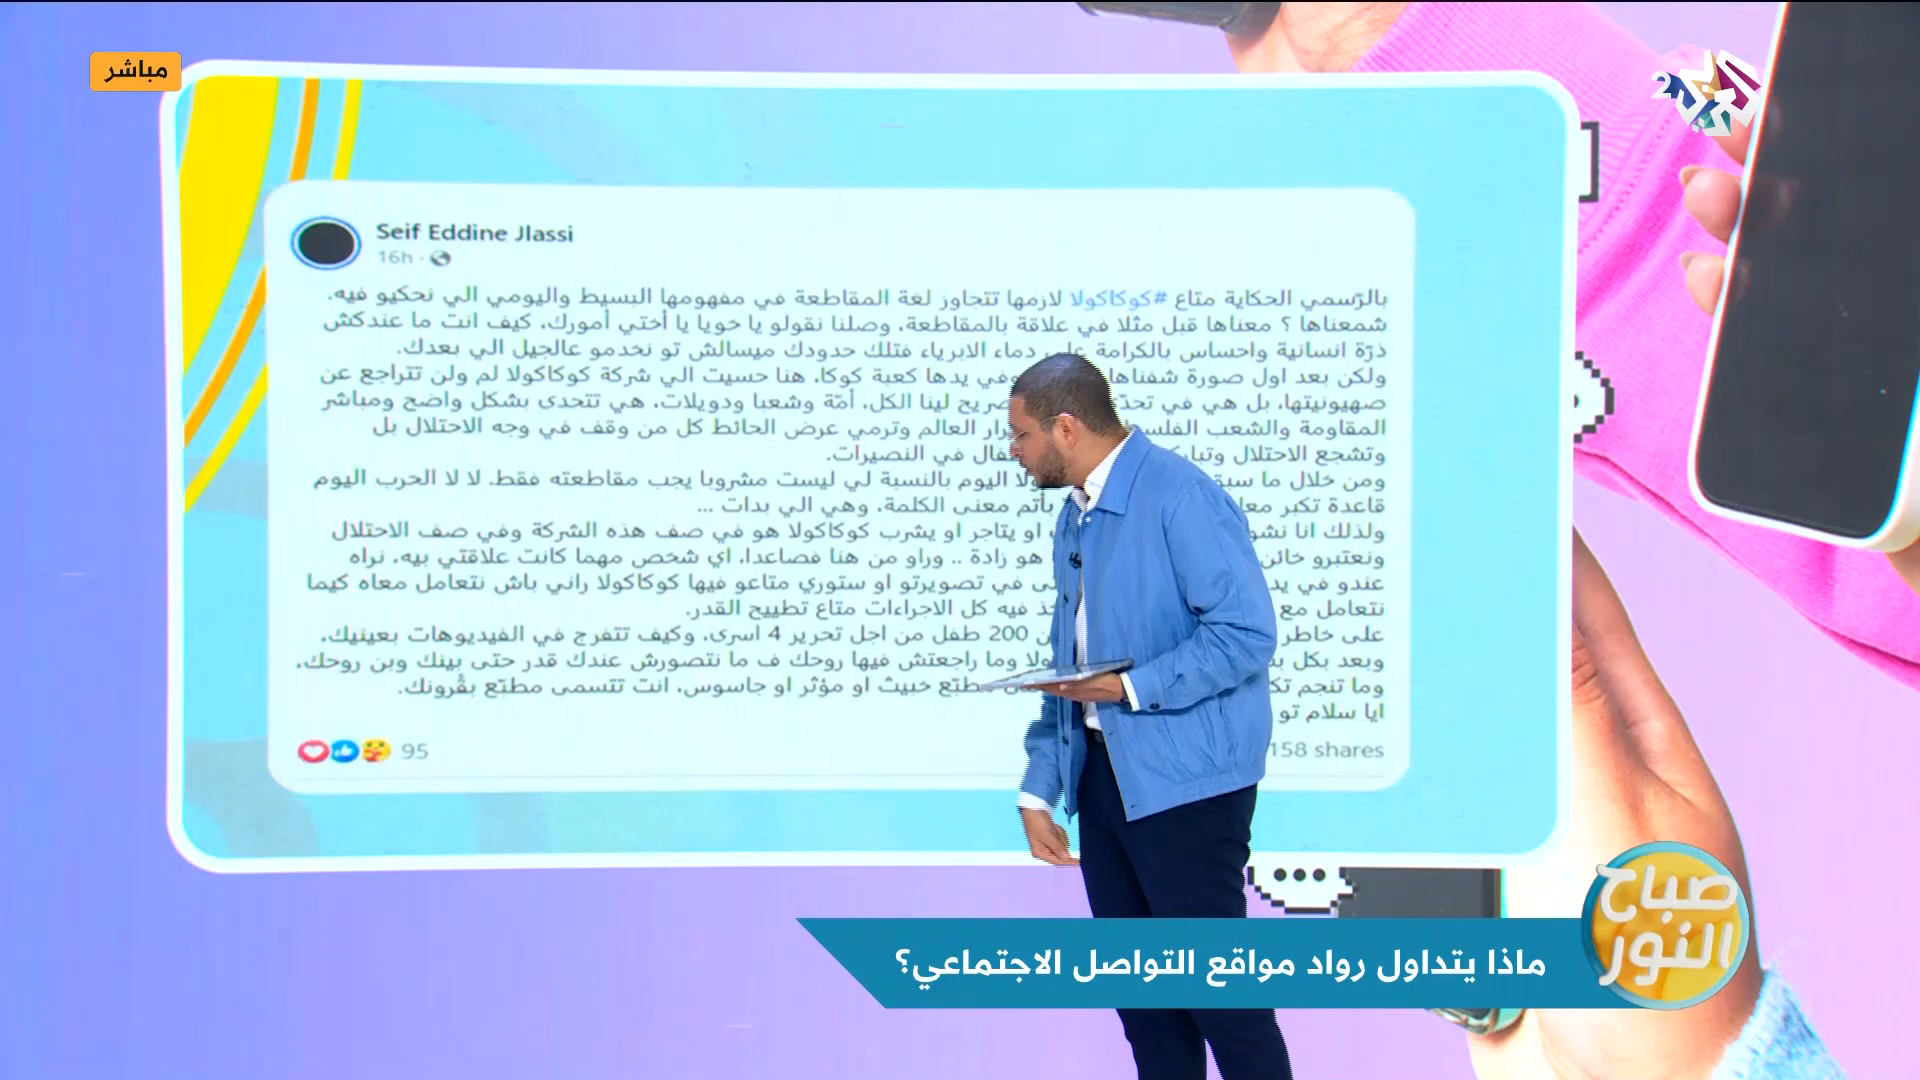 مباشر
العربي 2
Seif Eddine Jlassi
16h ·
بالرّسمي الحكاية متاع #كوكاكولا لازمها تتجاوز لغة المقاطعة في مفهومها البسيط واليومي الي نحكيو فيه.
شمعناها ؟ معناها قبل مثلا في علاقة بالمقاطعة، وصلنا نقولو يا خويا يا أختي أمورك، كيف انت ما عندكش
ذرّة انسانية واحساس بالكرامة على دماء الابرياء فتلك حدودك ميسالش تو نخدمو عالجيل الي بعدك.
ولكن بعد اول صورة شفناها وفي يدها كعبة كوكا، هنا حسيت الي شركة كوكاكولا لم ولن تتراجع عن
صهيونيتها، بل هي في تحدّي صريح لينا الكل، أمّة وشعبا ودويلات، هي تتحدى بشكل واضح ومباشر
المقاومة والشعب العالم وترمي عرض الحائط كل من وقف في وجه الاحتلال بل
وتشجع الاحتلال في النصيرات.
ومن خلال ما اليوم بالنسبة لي ليست مشروبا يجب مقاطعته فقط. لا لا الحرب اليوم
قاعدة تكبر بأتم معنى الكلمة، وهي الي بدات ...
ولذلك انا او يتاجر او يشرب كوكاكولا هو في صف هذه الشركة وفي صف الاحتلال
ونعتبرو خائن هو زادة .. وراو من هنا فصاعدا، اي شخص مهما كانت علاقتي بيه، نراه
عندو في في تصويرتو او ستوري متاعو فيها كوكاكولا راني باش نتعامل معاه كيما
نتعامل مع فيه كل الاجراءات متاع تطييح القدر.
على خاطر 200 طفل من اجل تحرير 4 اسرى، وكيف تتفرج في الفيديوهات بعينيك،
وبعد بكل وما راجعتش فيها روحك ف ما نتصورش عندك قدر حتى بينك وبن روحك،
وما تنجم مطبّع خبيث او مؤثر او جاسوس، انت تتسمى مطبّع بڨرونك.
ايا سلام تو
95
158 shares
صباح النور
ماذا يتداول رواد مواقع التواصل الاجتماعي؟